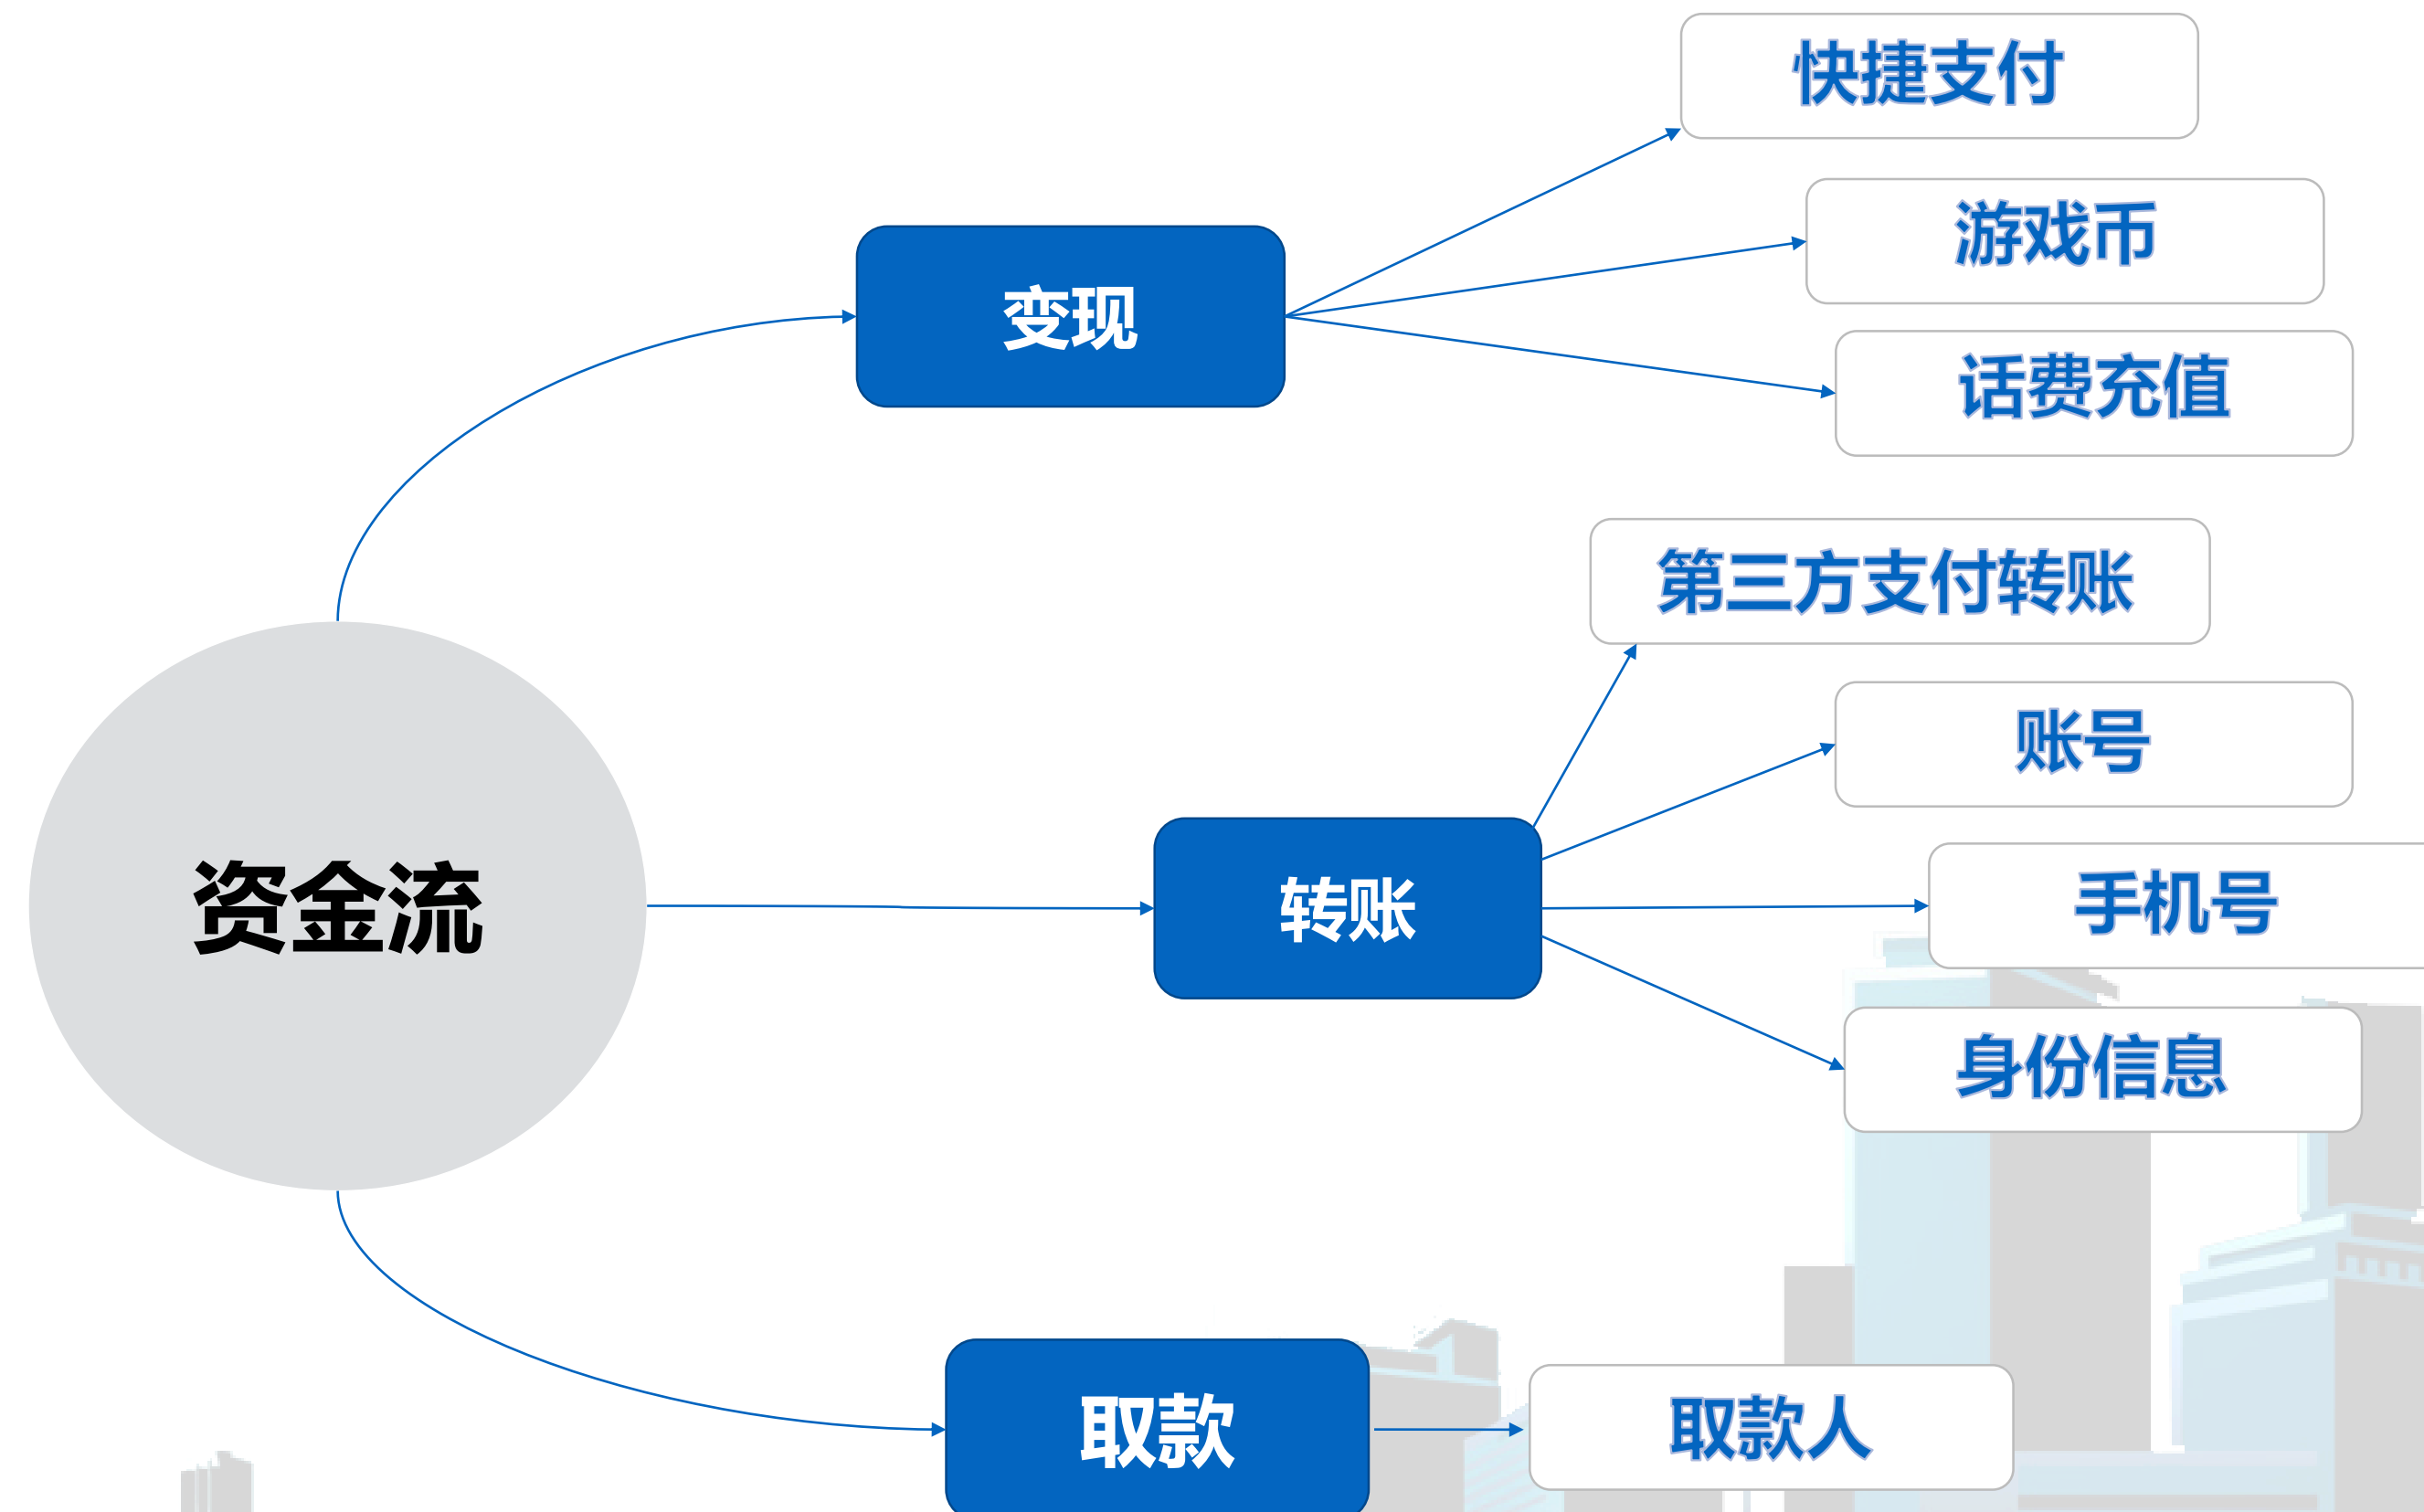 快捷支付
游戏币
变现
话费充值
第三方支付转账
账号
资金流
转账
手机号
身份信息
取款
取款人